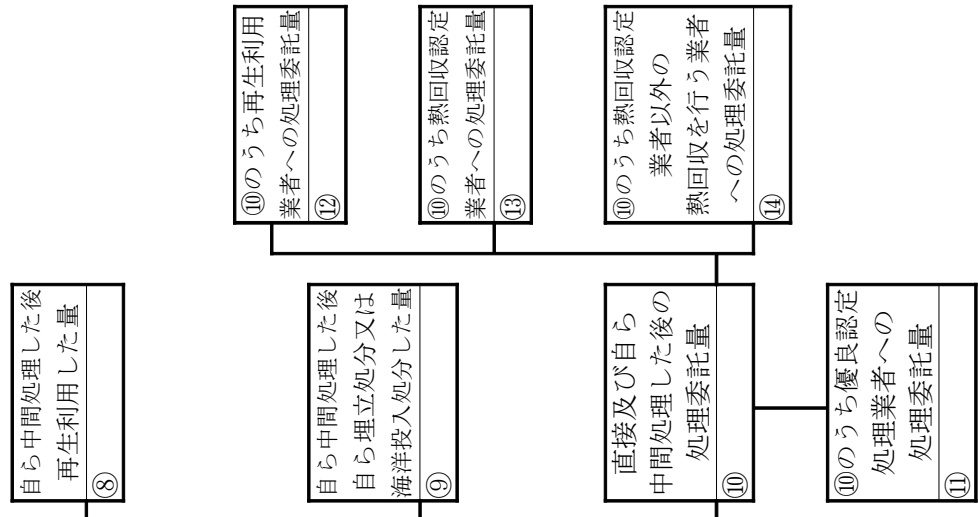 自ら中間処理した後
再生利用した量
⑧
自ら中間処理した後
自ら埋立処分又は
海洋投入処分した量
⑨
直接及び自ら
中間処理した後の
処理委託量
⑩
⑩のうち優良認定
処理業者への
処理委託量
⑪
⑩のうち再生利用
業者への処理委託量
⑫
⑩のうち熱回収認定
業者への処理委託量
⑬
⑩のうち熱回収認定
業者以外の
熱回収を行う業者
への処理委託量
⑭